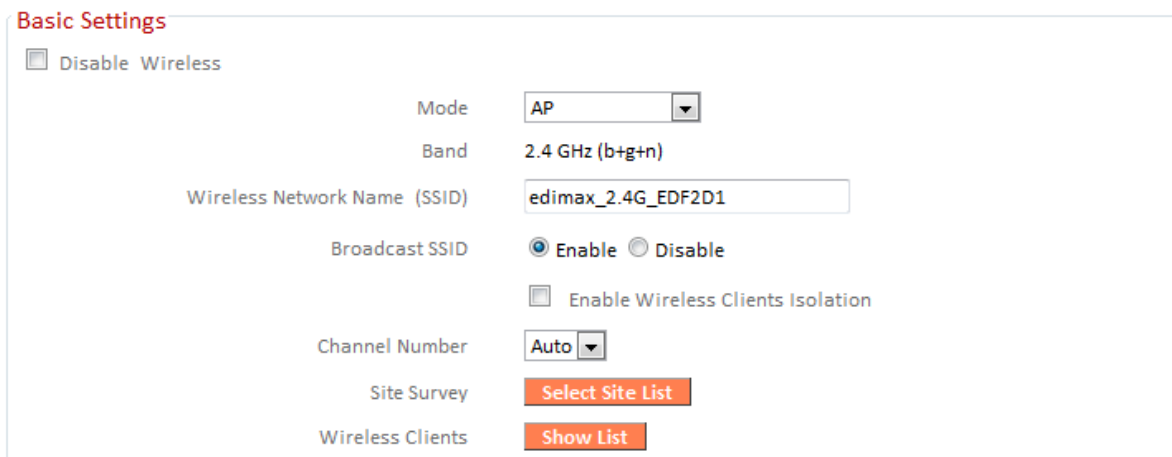 Basic Settings
Disable Wireless
Mode AP
Band 2.4 GHz (b+g+n)
Wireless Network Name (SSID) edimax_2.4G_EDF2D1
Broadcast SSID Enable Disable
Enable Wireless Clients Isolation
Channel Number Auto
Site Survey Select Site List
Wireless Clients Show List